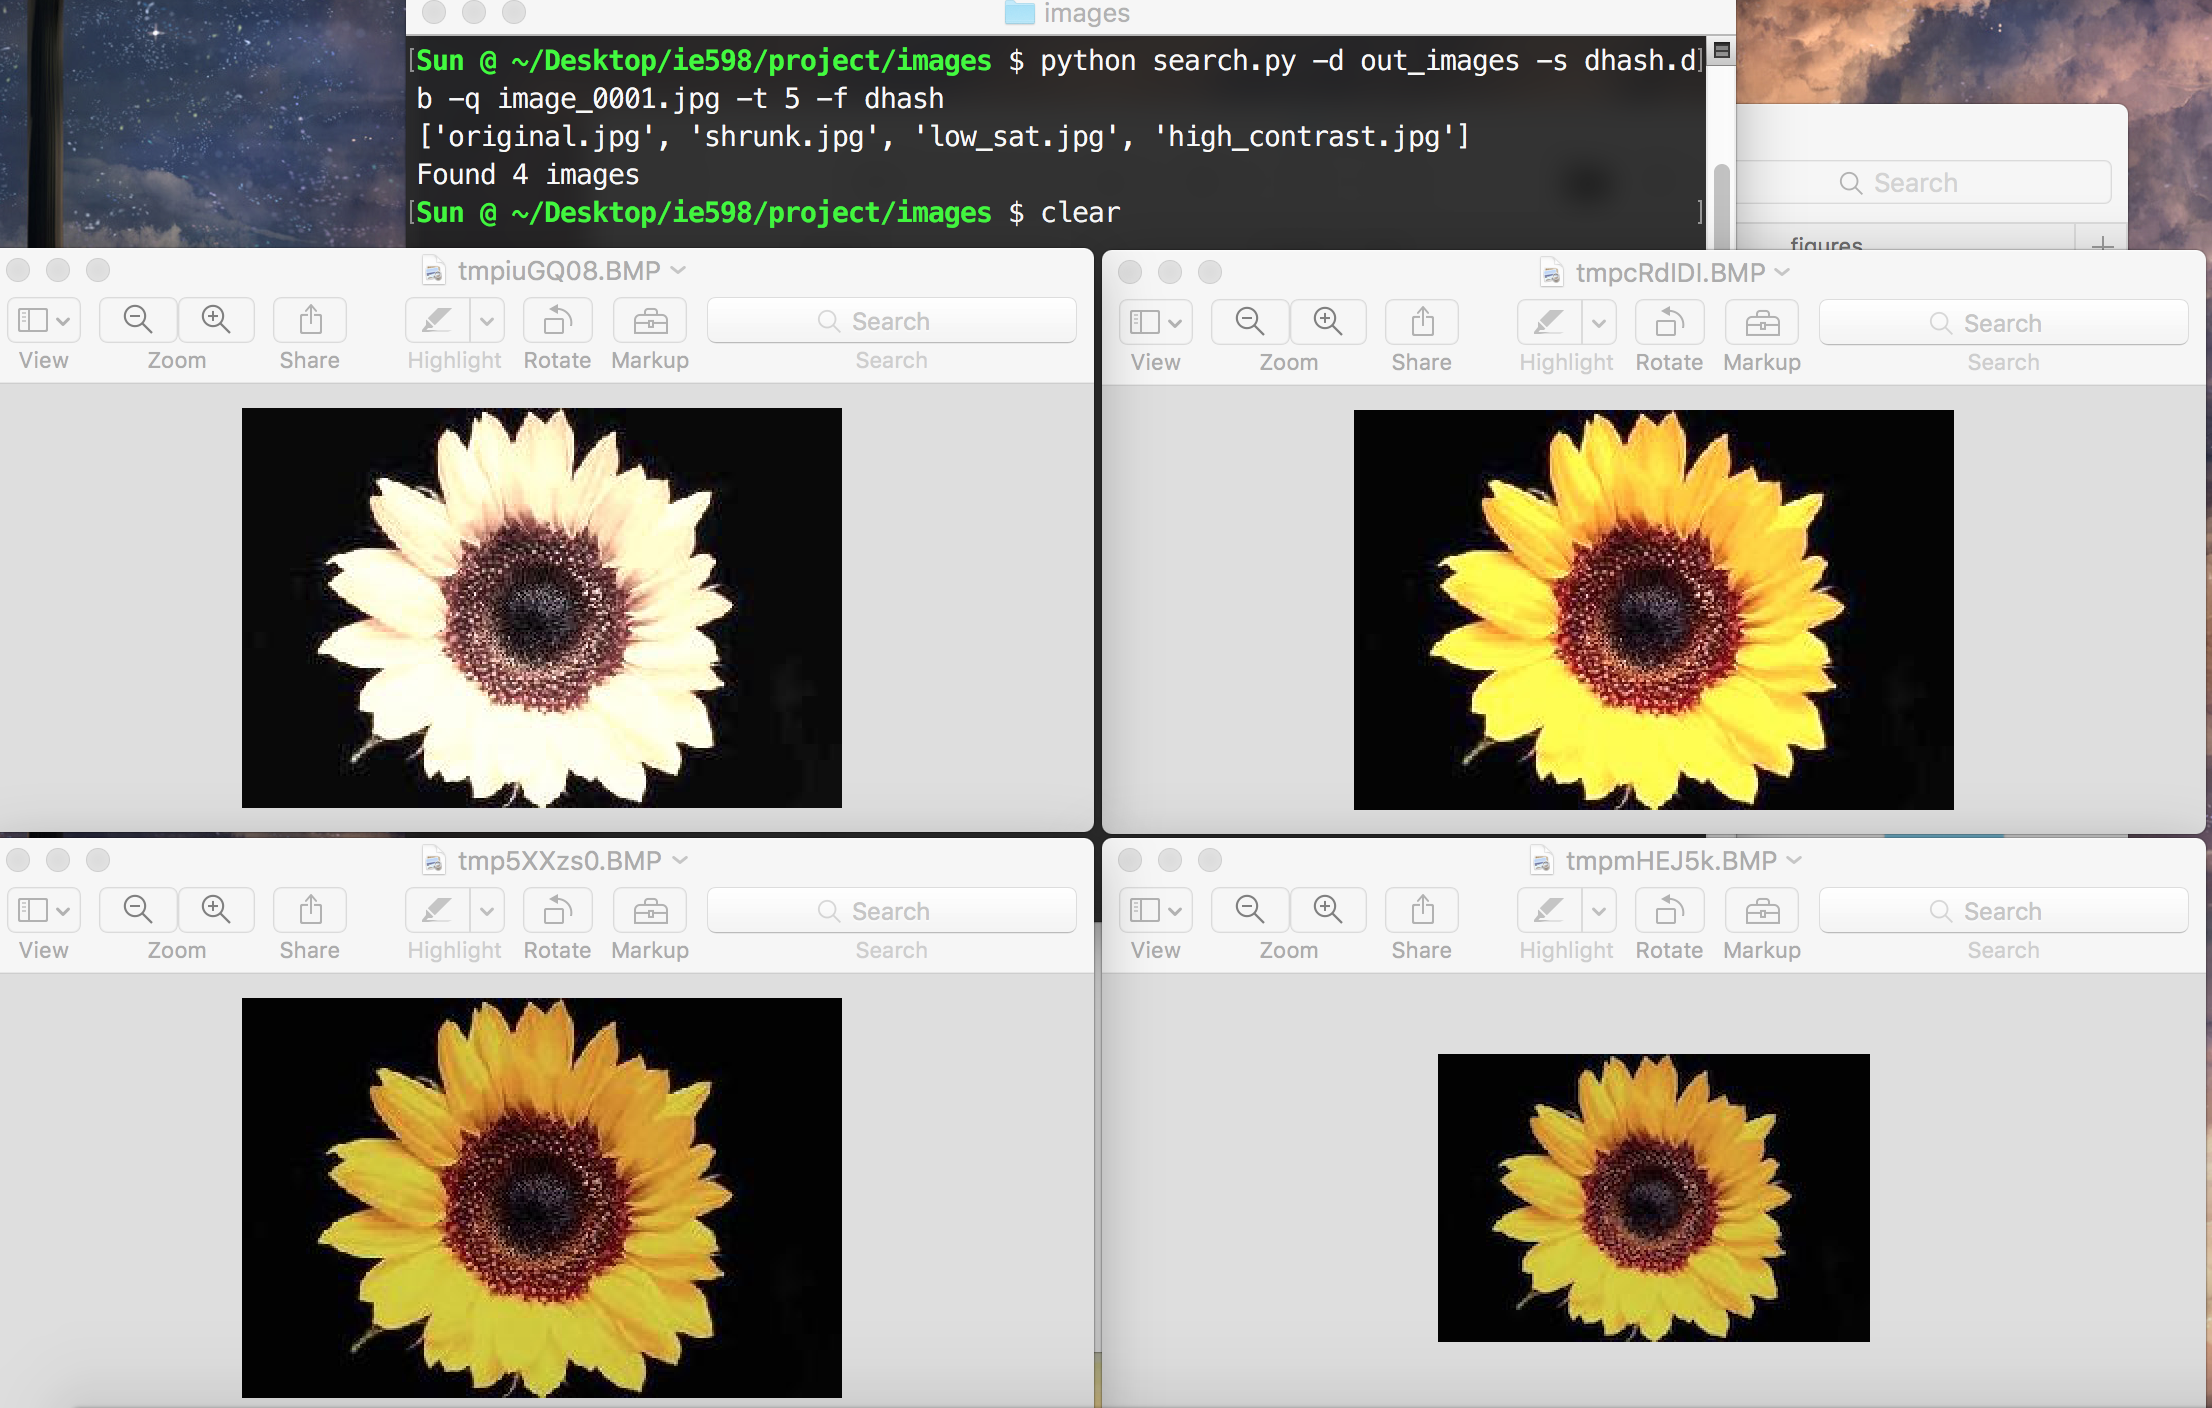 images
Sun @ ~/Desktop/ie598/project/images $ python search.py -d out_images -s dhash.d
b -q image_0001.jpg -t 5 -f dhash
['original.jpg', 'shrunk.jpg', 'low_sat.jpg', 'high_contrast.jpg']
Found 4 images
Sun @ ~/Desktop/ie598/project/images $ clear
Search
figures
tmpiuGQ08.BMP
Search
View Zoom Share Highlight Rotate Markup Search
tmpcRdIDI.BMP
Search
View Zoom Share Highlight Rotate Markup Search
tmp5XXzs0.BMP
Search
View Zoom Share Highlight Rotate Markup Search
tmpmHEJ5k.BMP
Search
View Zoom Share Highlight Rotate Markup Search